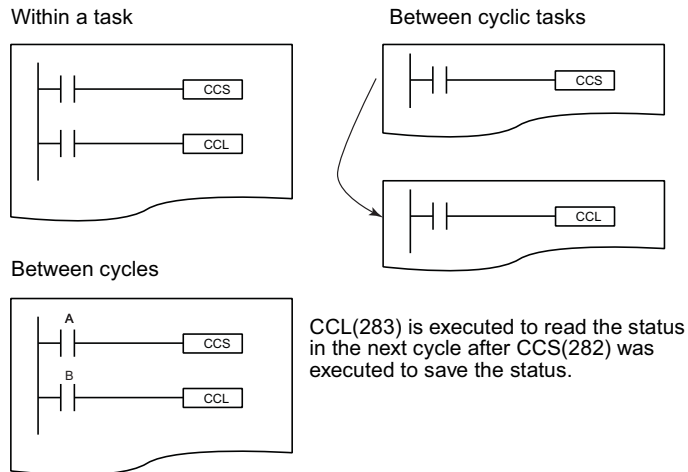 Within a task
CCS
CCL
Between cyclic tasks
CCS
CCL
Between cycles
A
CCS
B
CCL
CCL(283) is executed to read the status
in the next cycle after CCS(282) was
executed to save the status.